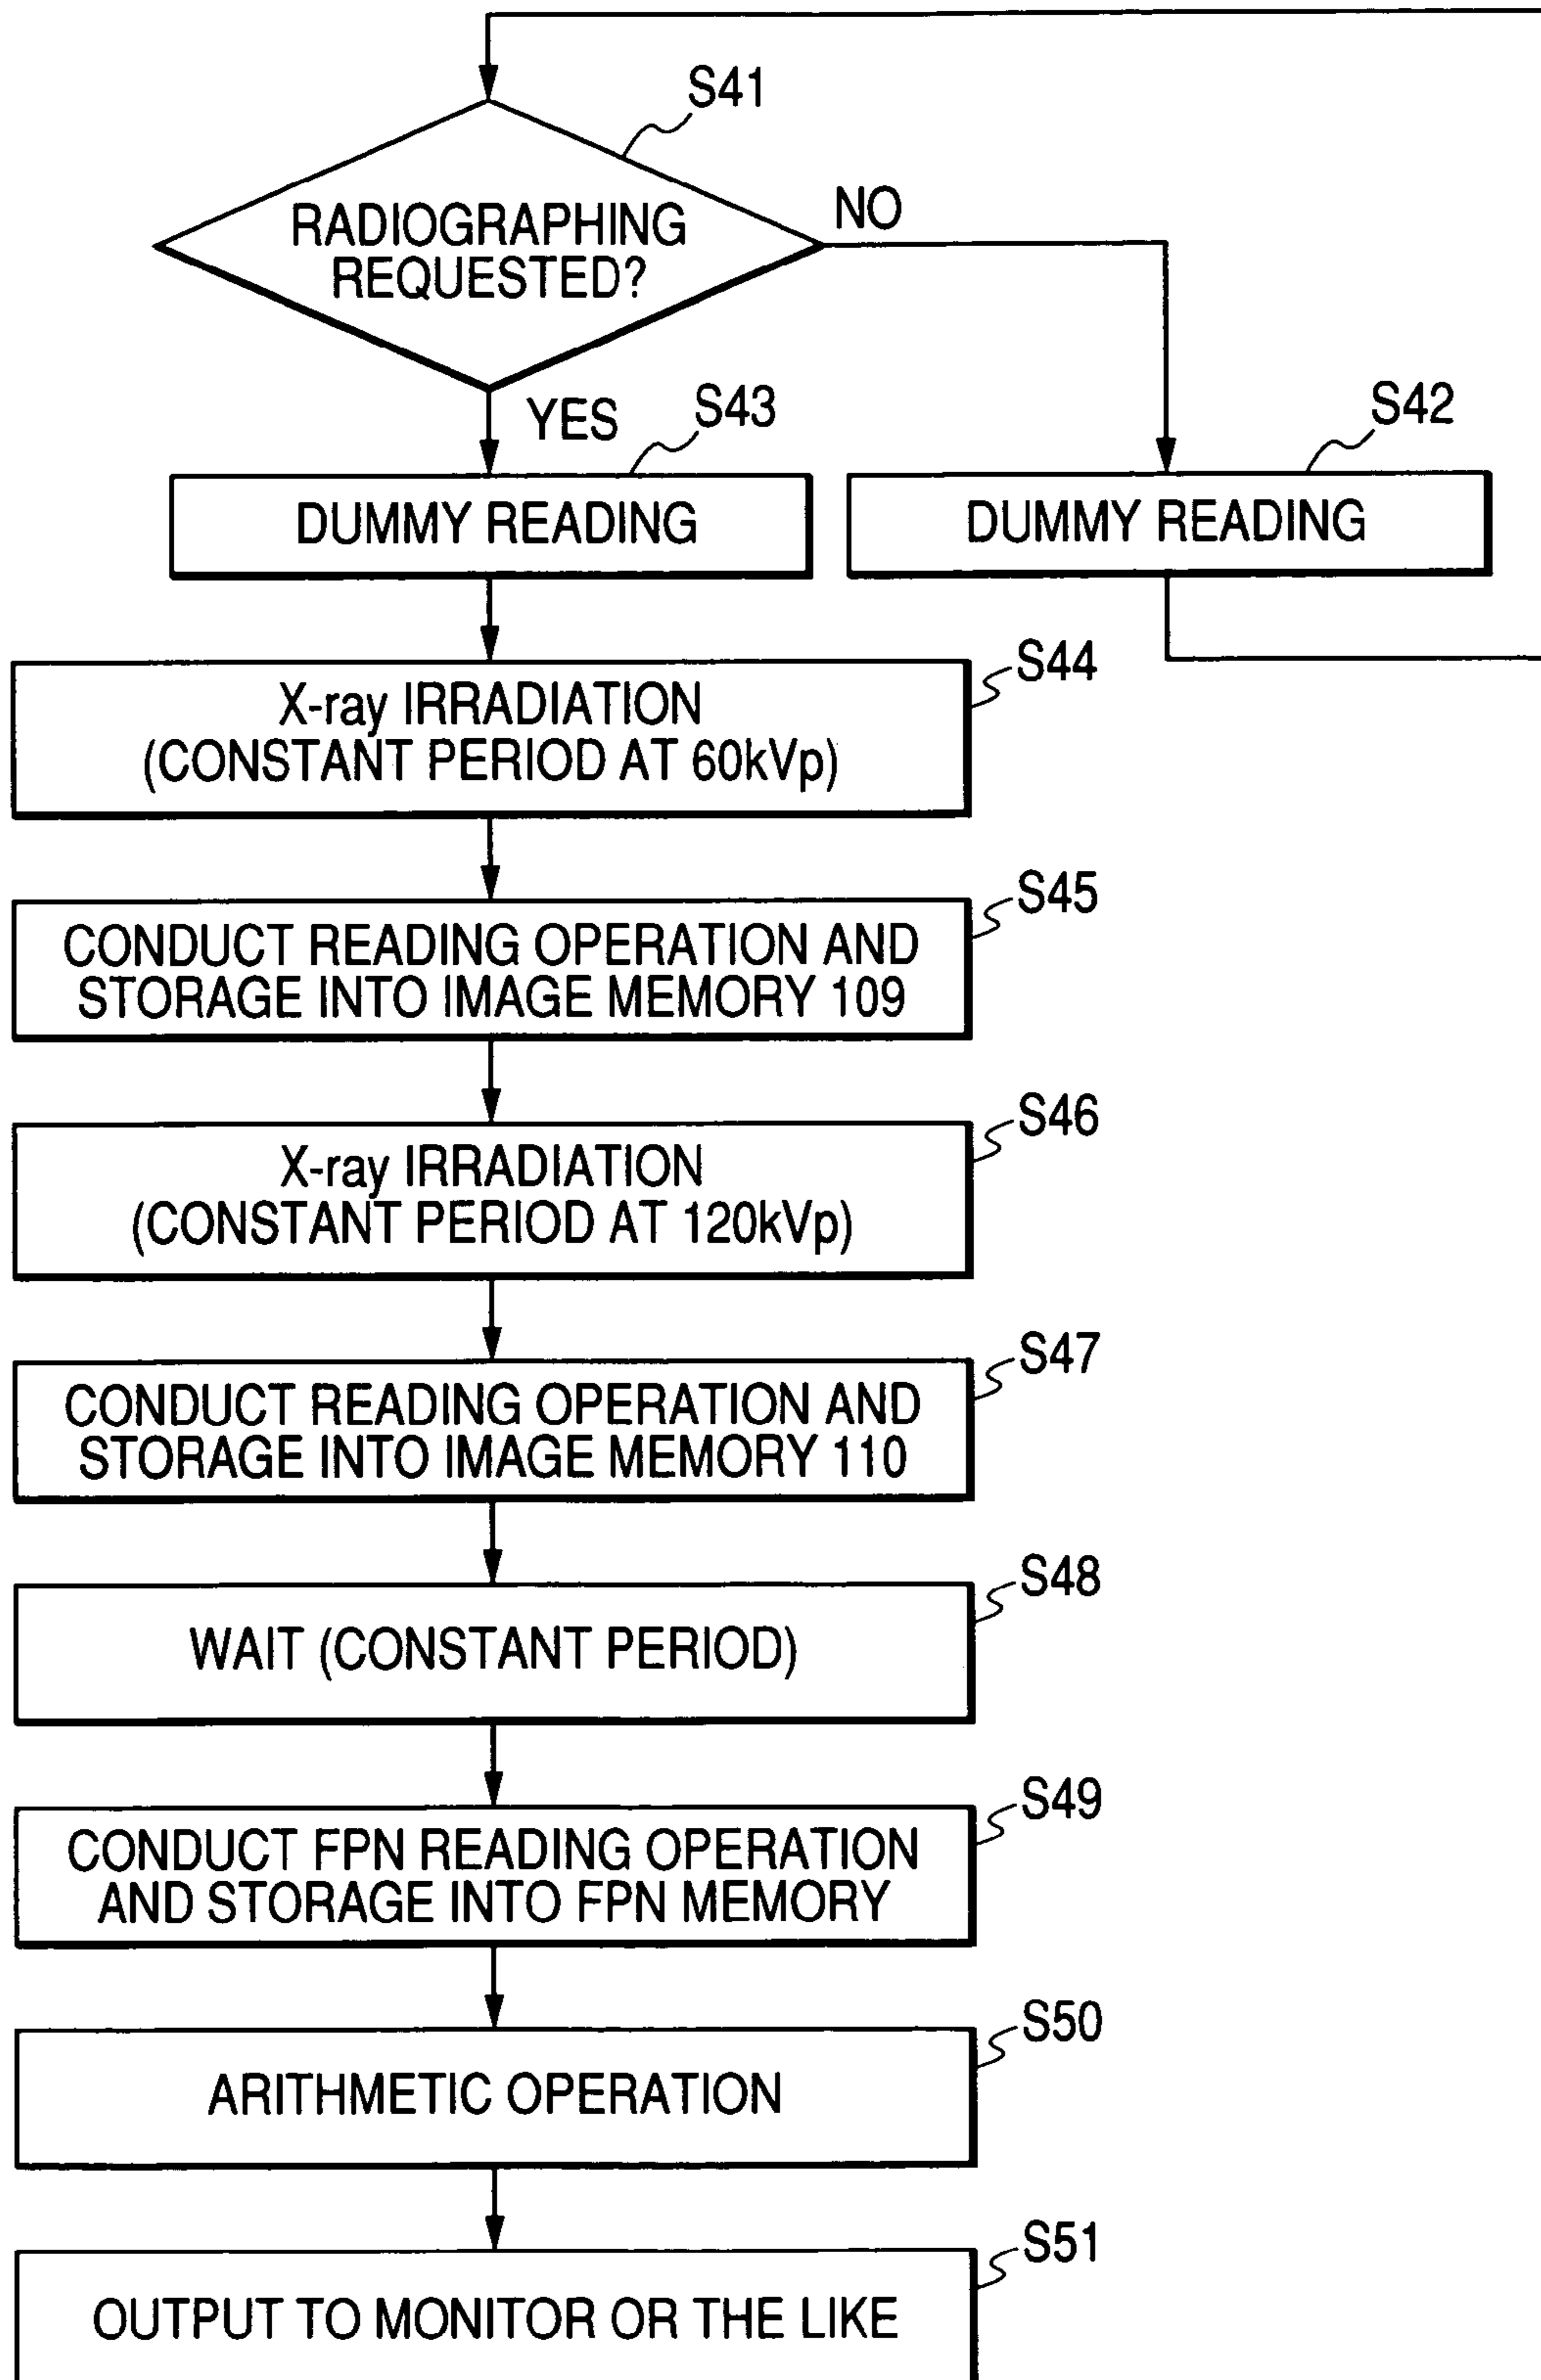 S41
RADIOGRAPHING
REQUESTED?
NO
YES
S43
S42
DUMMY READING
DUMMY READING
S44
X-ray IRRADIATION
(CONSTANT PERIOD AT 60kVp)
S45
CONDUCT READING OPERATION AND
STORAGE INTO IMAGE MEMORY 109
S46
X-ray IRRADIATION
(CONSTANT PERIOD AT 120kVp)
S47
CONDUCT READING OPERATION AND
STORAGE INTO IMAGE MEMORY 110
S48
WAIT (CONSTANT PERIOD)
S49
CONDUCT FPN READING OPERATION
AND STORAGE INTO FPN MEMORY
S50
ARITHMETIC OPERATION
S51
OUTPUT TO MONITOR OR THE LIKE